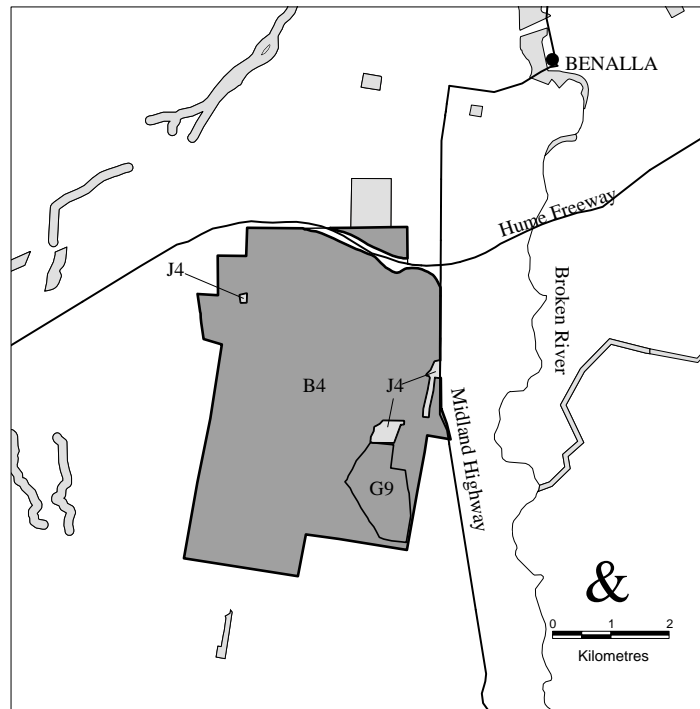 BENALLA
Hume Freeway
J4
Broken River
B4
J4
Midland Highway
G9
&
0 1 2
Kilometres